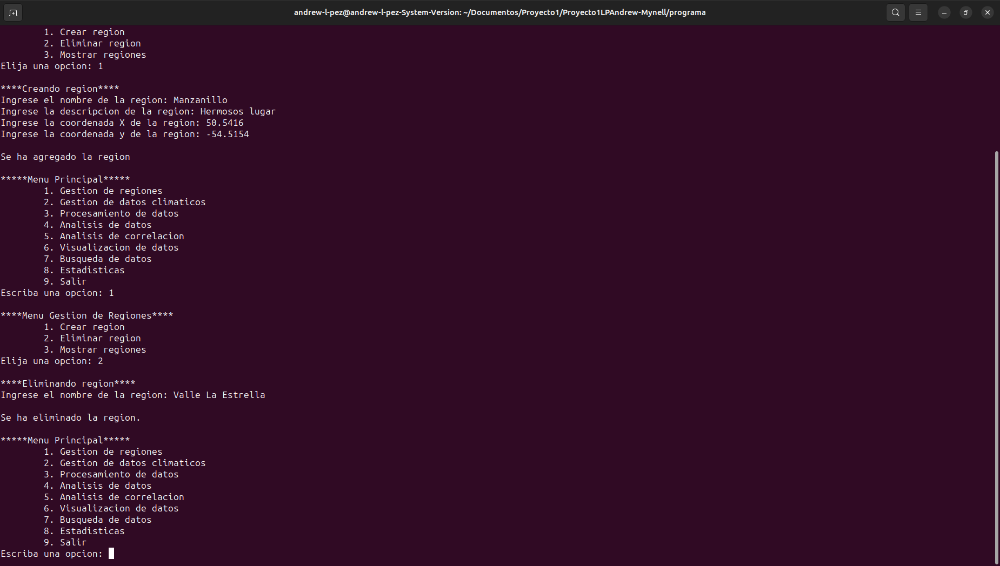 andrew-l-pez@andrew-l-pez-System-Version: ~/Documentos/Proyecto1/Proyecto1LPAndrew-Mynell/programa
1. Crear region
2. Eliminar region
3. Mostrar regiones
Elija una opcion: 1
****Creando region****
Ingrese el nombre de la region: Manzanillo
Ingrese la descripcion de la region: Hermosos lugar
Ingrese la coordenada X de la region: 50.5416
Ingrese la coordenada y de la region: -54.5154
Se ha agregado la region
*****Menu Principal*****
1. Gestion de regiones
2. Gestion de datos climaticos
3. Procesamiento de datos
4. Analisis de datos
5. Analisis de correlacion
6. Visualizacion de datos
7. Busqueda de datos
8. Estadisticas
9. Salir
Escriba una opcion: 1
****Menu Gestion de Regiones****
1. Crear region
2. Eliminar region
3. Mostrar regiones
Elija una opcion: 2
****Eliminando region****
Ingrese el nombre de la region: Valle La Estrella
Se ha eliminado la region.
*****Menu Principal*****
1. Gestion de regiones
2. Gestion de datos climaticos
3. Procesamiento de datos
4. Analisis de datos
5. Analisis de correlacion
6. Visualizacion de datos
7. Busqueda de datos
8. Estadisticas
9. Salir
Escriba una opcion: